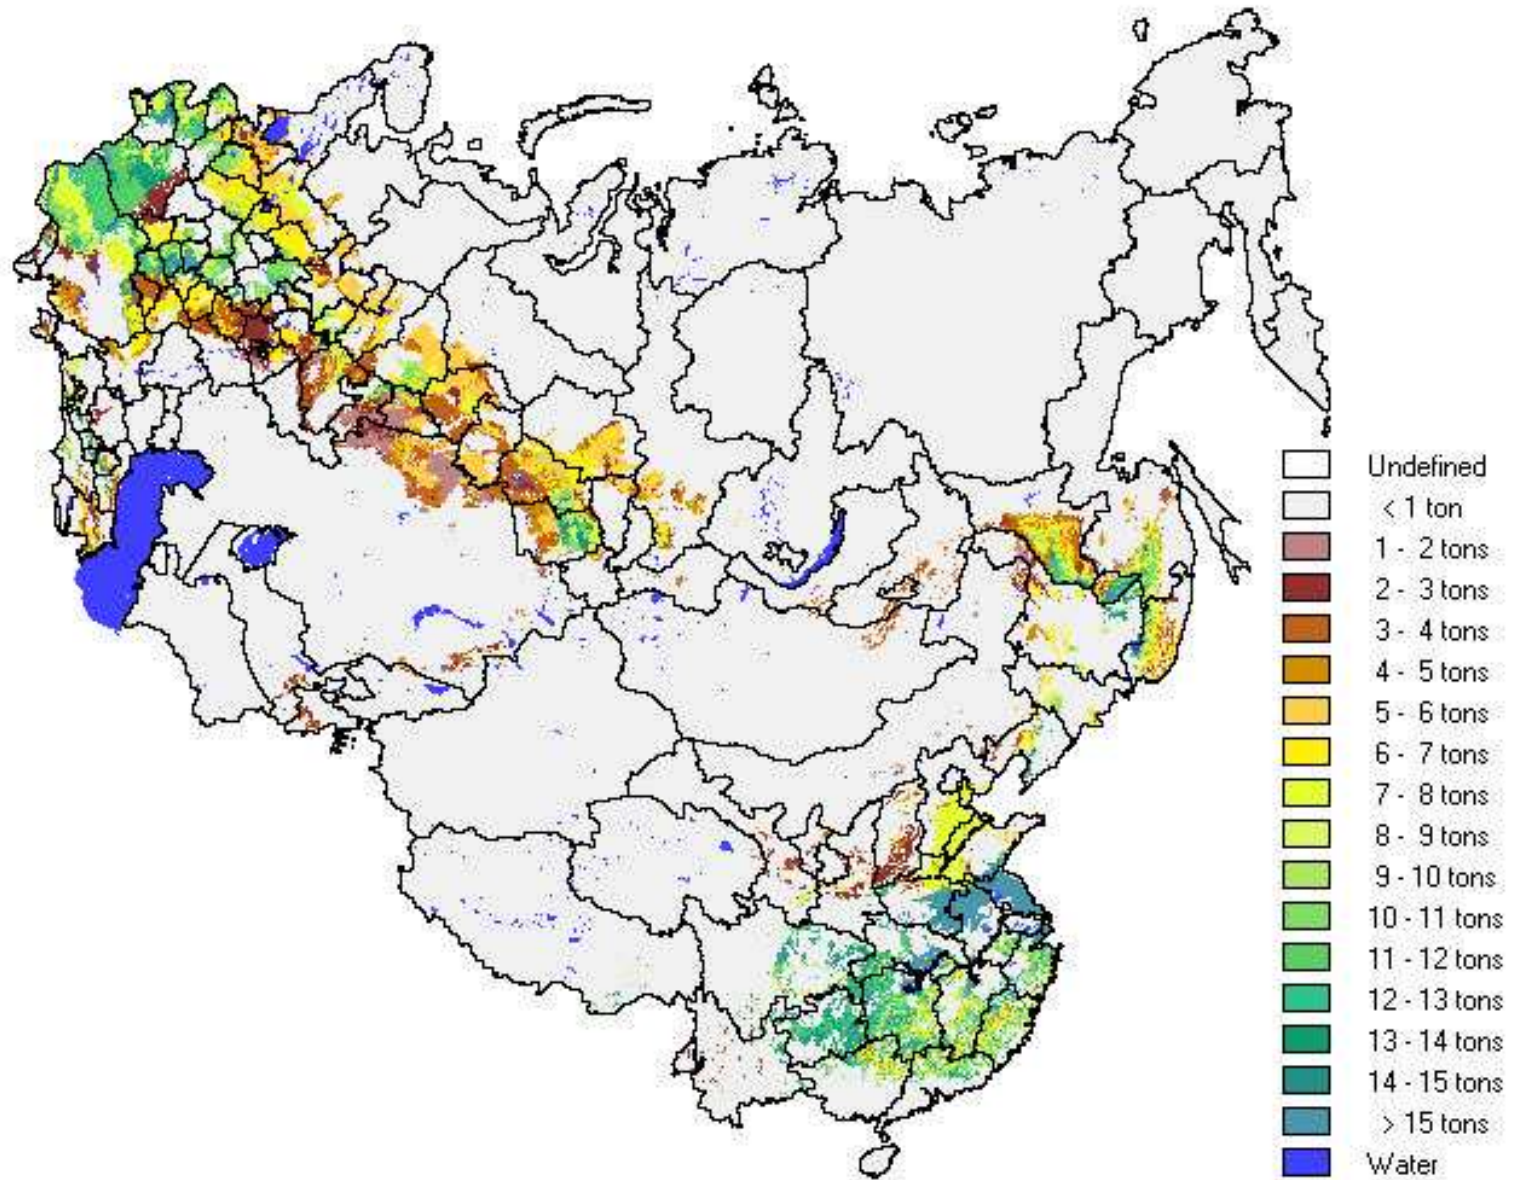 Undefined
< 1 ton
1 - 2 tons
2 - 3 tons
3 - 4 tons
4 - 5 tons
5 - 6 tons
6 - 7 tons
7 - 8 tons
8 - 9 tons
9 - 10 tons
10 - 11 tons
11 - 12 tons
12 - 13 tons
13 - 14 tons
14 - 15 tons
> 15 tons
Water